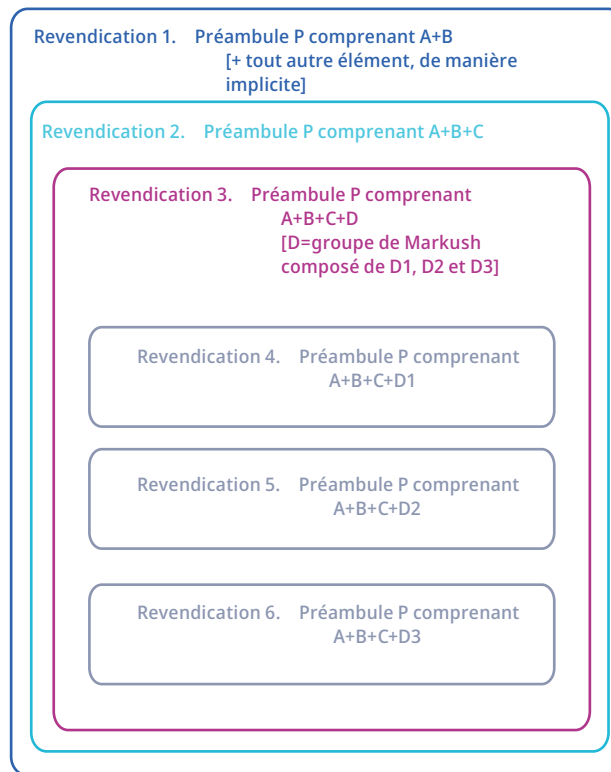 Revendication 1. Préambule P comprenant A+B
[+ tout autre élément, de manière
implicite]
Revendication 2. Préambule P comprenant A+B+C
Revendication 3. Préambule P comprenant
A+B+C+D
[D=groupe de Markush
composé de D1, D2 et D3]
Revendication 4. Préambule P comprenant
A+B+C+D1
Revendication 5. Préambule P comprenant
A+B+C+D2
Revendication 6. Préambule P comprenant
A+B+C+D3